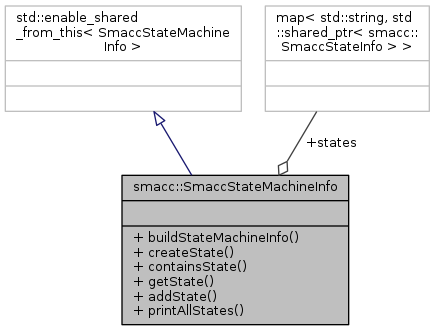 std::enable_shared
_from_this< SmaccStateMachine
Info >
map< std::string, std
::shared_ptr< smacc::
SmaccStateInfo > >
+states
smacc::SmaccStateMachineInfo
+ buildStateMachineInfo()
+ createState()
+ containsState()
+ getState()
+ addState()
+ printAllStates()